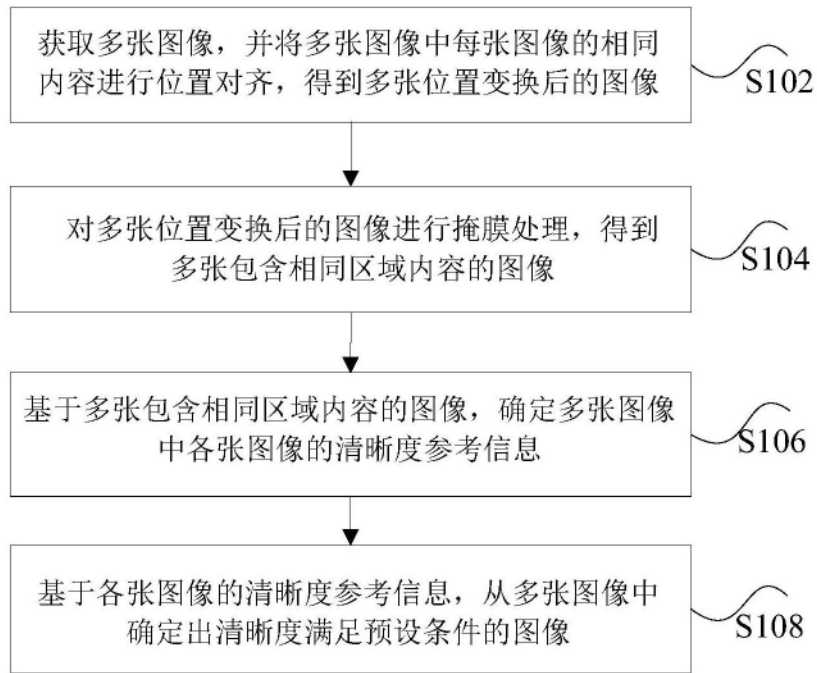 获取多张图像，并将多张图像中每张图像的相同
内容进行位置对齐，得到多张位置变换后的图像
S102
对多张位置变换后的图像进行掩膜处理，得到
多张包含相同区域内容的图像
S104
基于多张包含相同区域内容的图像，确定多张图像
中各张图像的清晰度参考信息
S106
基于各张图像的清晰度参考信息，从多张图像中
确定出清晰度满足预设条件的图像
S108